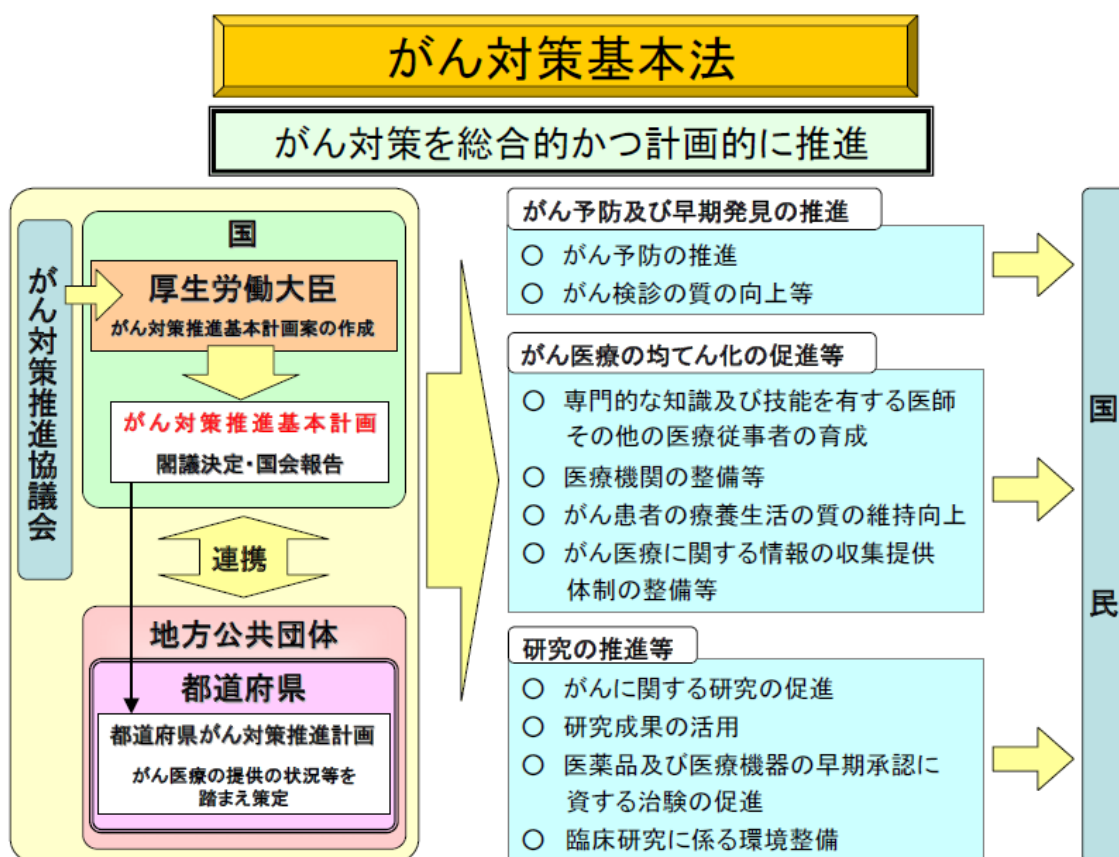 がん対策基本法
がん対策を総合的かつ計画的に推進
がん対策推進協議会
国
厚生労働大臣
がん対策推進基本計画案の作成
がん対策推進基本計画
閣議決定・国会報告
連携
地方公共団体
都道府県
都道府県がん対策推進計画
がん医療の提供の状況等を
踏まえ策定
がん予防及び早期発見の推進
○ がん予防の推進
○ がん検診の質の向上等
がん医療の均てん化の促進等
○ 専門的な知識及び技能を有する医師
その他の医療従事者の育成
○ 医療機関の整備等
○ がん患者の療養生活の質の維持向上
○ がん医療に関する情報の収集提供
体制の整備等
研究の推進等
○ がんに関する研究の促進
○ 研究成果の活用
○ 医薬品及び医療機器の早期承認に
資する治験の促進
○ 臨床研究に係る環境整備
国民